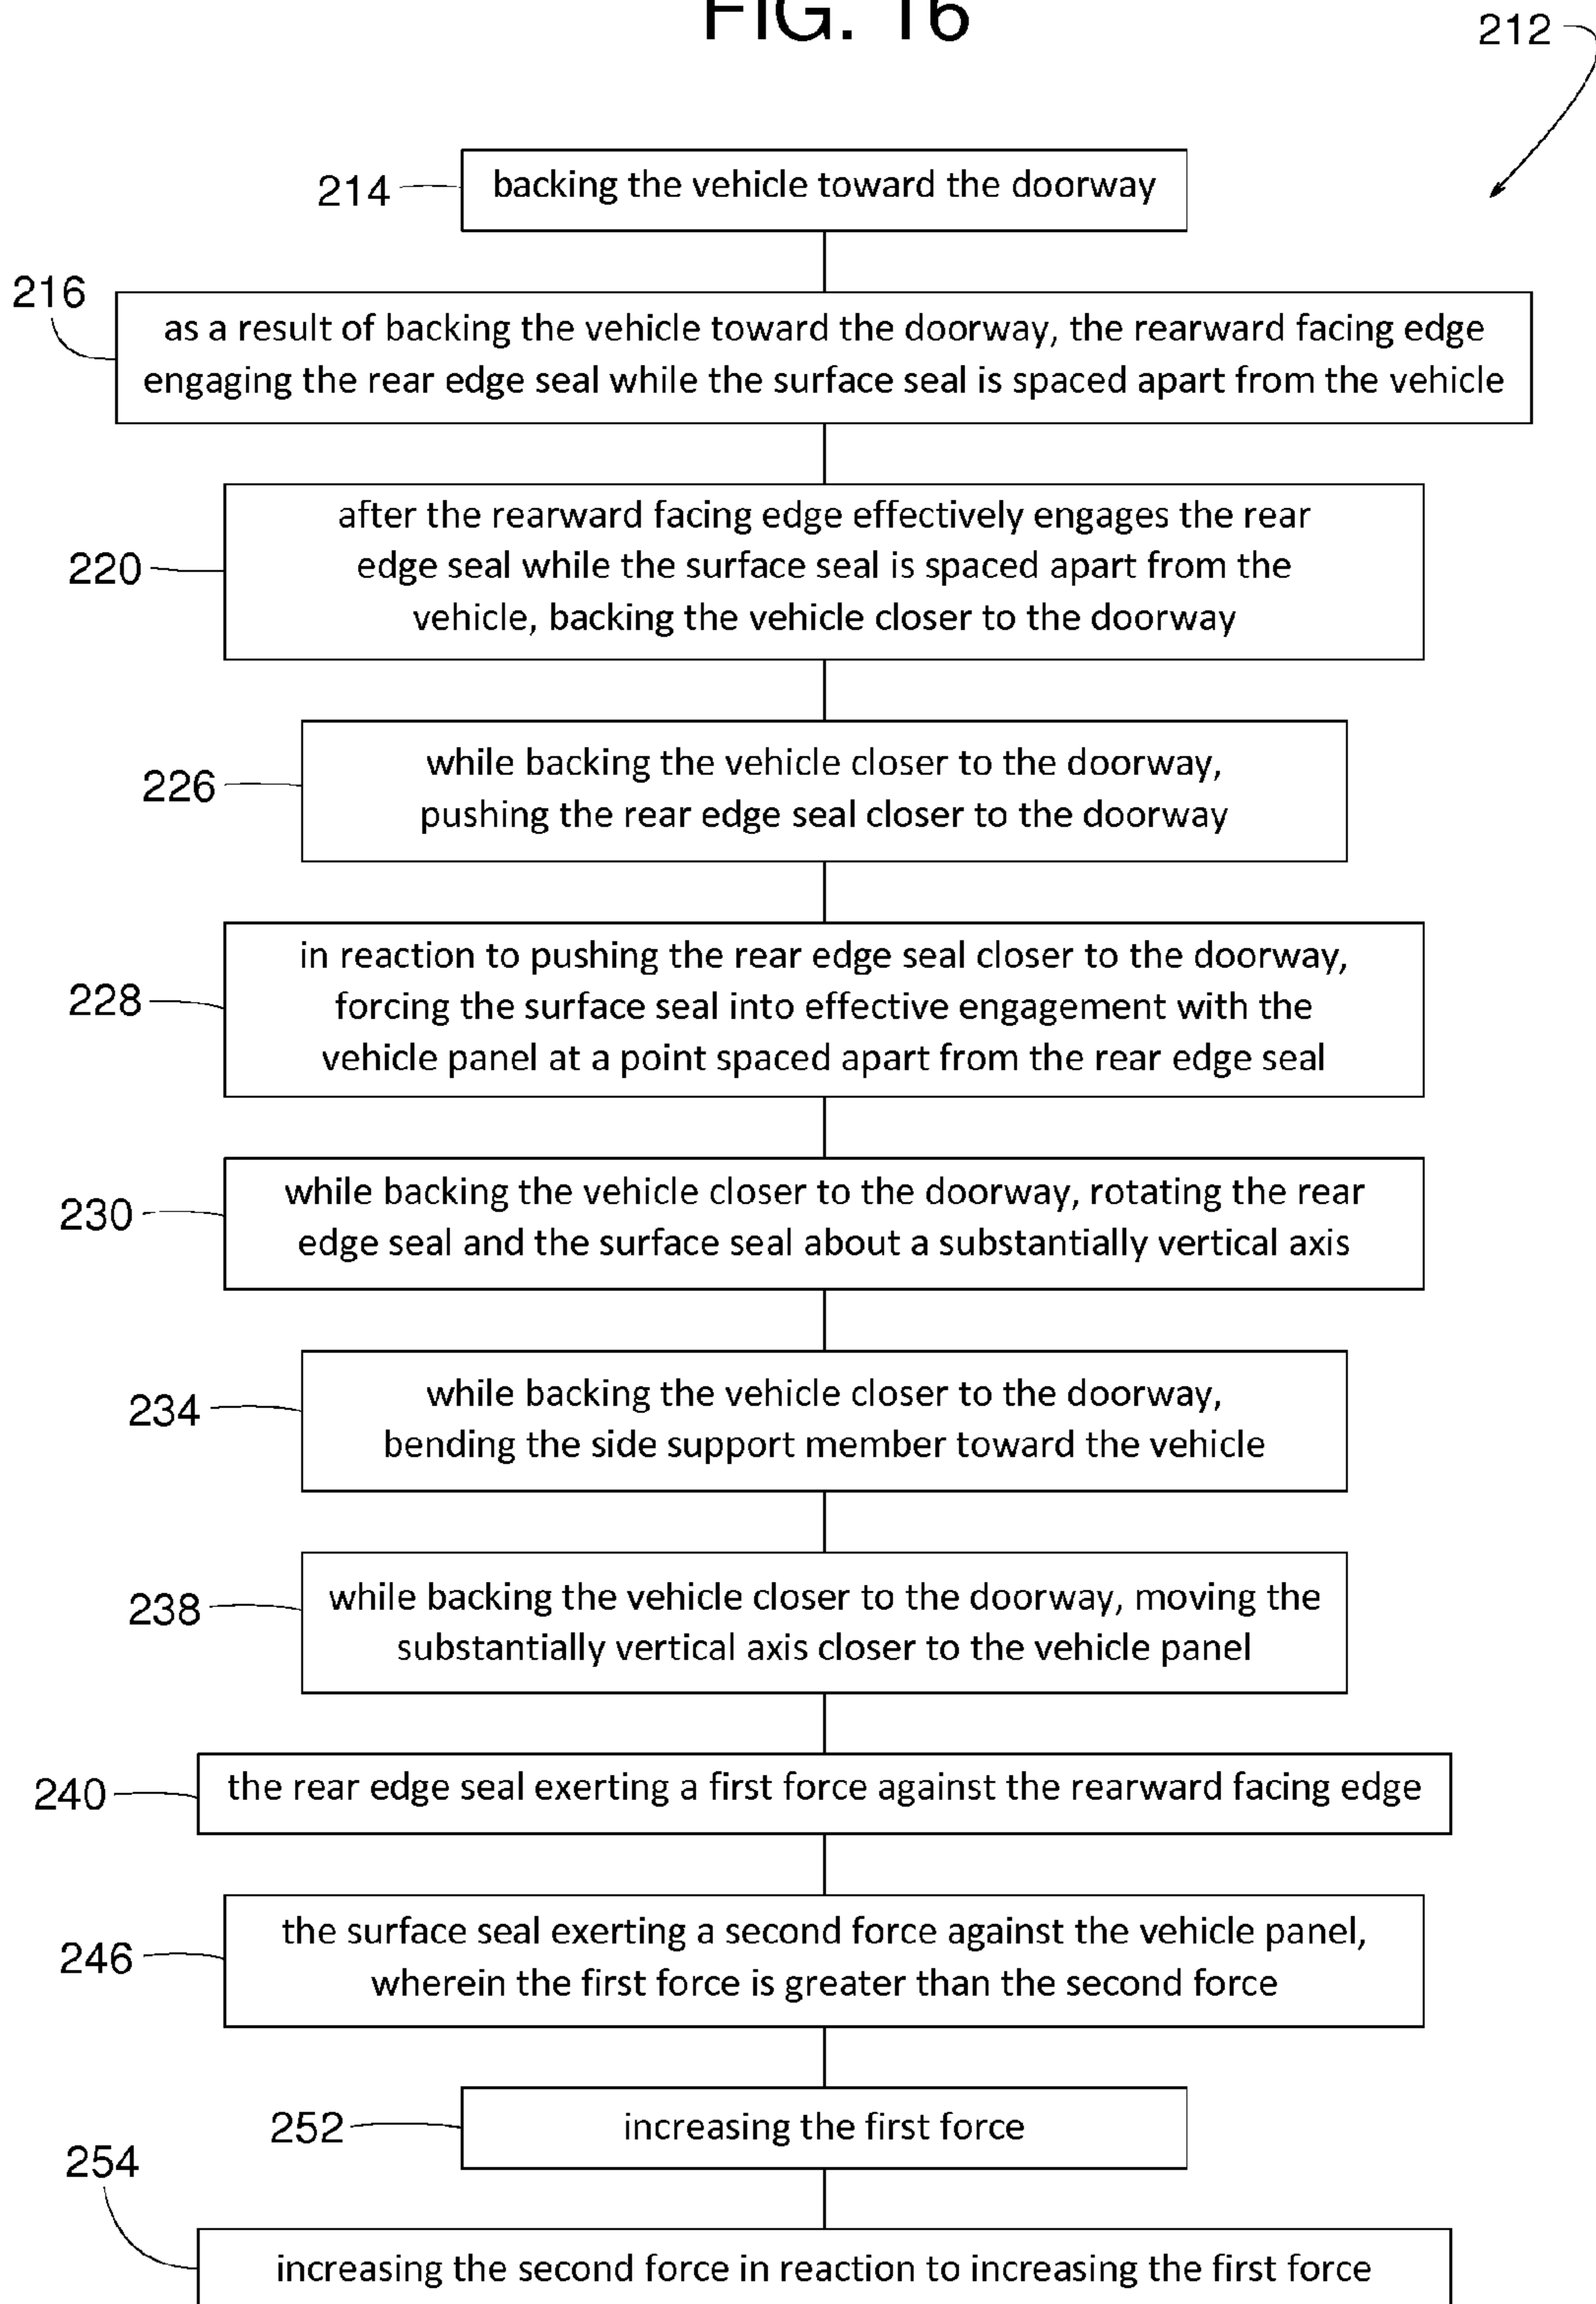 FIG. 16
212
214
backing the vehicle toward the doorway
216
as a result of backing the vehicle toward the doorway, the rearward facing edge
engaging the rear edge seal while the surface seal is spaced apart from the vehicle
220
after the rearward facing edge effectively engages the rear
edge seal while the surface seal is spaced apart from the
vehicle, backing the vehicle closer to the doorway
226
while backing the vehicle closer to the doorway,
pushing the rear edge seal closer to the doorway
228
in reaction to pushing the rear edge seal closer to the doorway,
forcing the surface seal into effective engagement with the
vehicle panel at a point spaced apart from the rear edge seal
230
while backing the vehicle closer to the doorway, rotating the rear
edge seal and the surface seal about a substantially vertical axis
234
while backing the vehicle closer to the doorway,
bending the side support member toward the vehicle
238
while backing the vehicle closer to the doorway, moving the
substantially vertical axis closer to the vehicle panel
240
the rear edge seal exerting a first force against the rearward facing edge
246
the surface seal exerting a second force against the vehicle panel,
wherein the first force is greater than the second force
252
increasing the first force
254
increasing the second force in reaction to increasing the first force